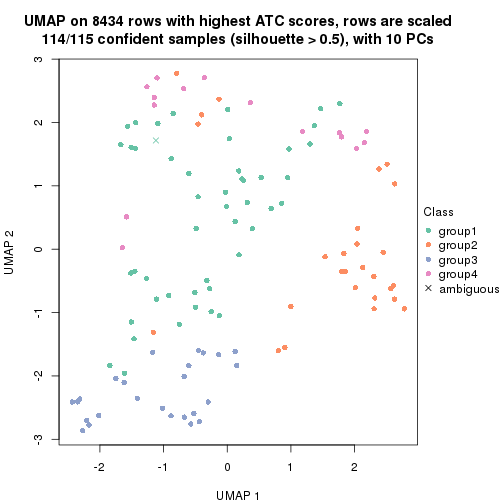 UMAP on 8434 rows with highest ATC scores, rows are scaled
114/115 confident samples (silhouette > 0.5), with 10 PCs
3
2
1
0
-1
-2
-3
UMAP 2
-2
-1
0
1
2
UMAP 1
Class
group1
group2
group3
group4
ambiguous